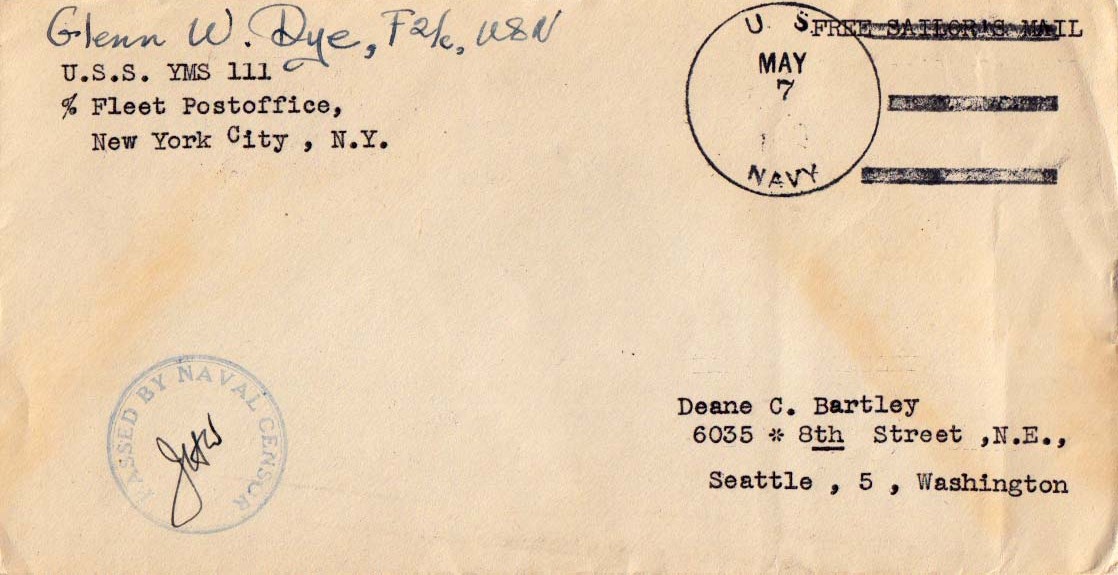 Glenn W. Dye, F2/c, USN
U.S.S. YMS 111
% Fleet Postoffice,
New York City , N.Y.
FREE SAILOR'S MAIL
U. S.
MAY
7
NAVY
PASSED BY NAVAL CENSOR
Deane C. Bartley
6035 * 8th Street ,N.E.,
Seattle , 5 , Washington